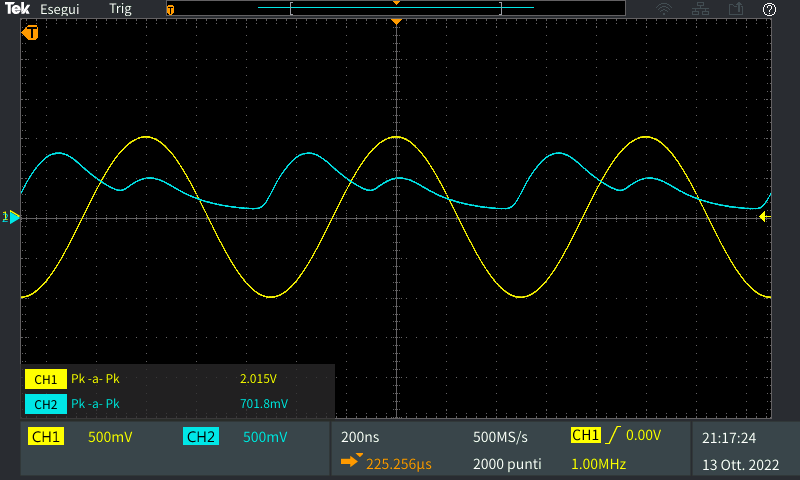 Tek Esegui Trig T ?
T
1
CH1 Pk -a- Pk 2.015V
CH2 Pk -a- Pk 701.8mV
CH1 500mV CH2 500mV 200ns 500MS/s CH1 0.00V 21:17:24
225.256µs 2000 punti 1.00MHz 13 Ott. 2022